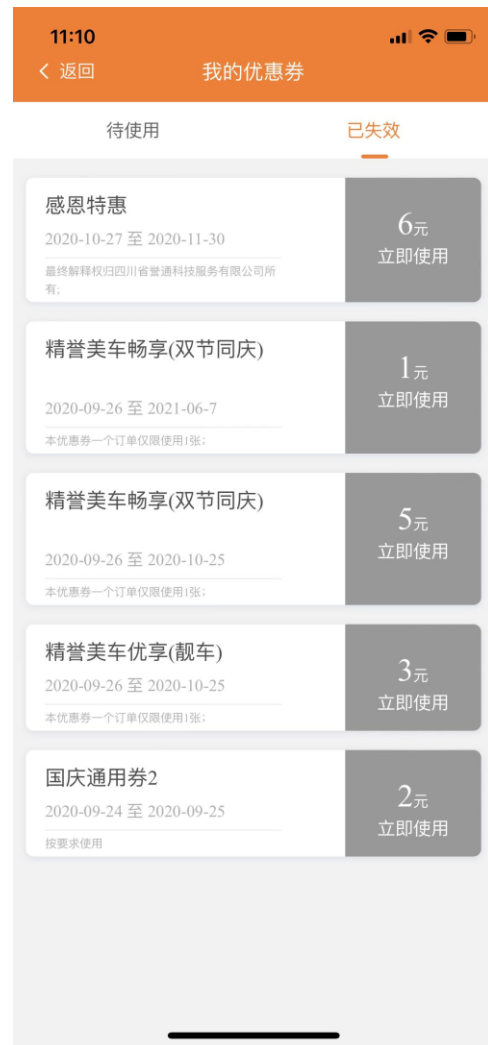 11:10
返回
我的优惠券
待使用
已失效
感恩特惠
2020-10-27 至 2020-11-30
最终解释权归四川省誉通科技服务有限公司所
有;
6元
立即使用
精誉美车畅享(双节同庆)
2020-09-26 至 2021-06-7
本优惠券一个订单仅限使用1张;
1元
立即使用
精誉美车畅享(双节同庆)
2020-09-26 至 2020-10-25
本优惠券一个订单仅限使用1张;
5元
立即使用
精誉美车优享(靓车)
2020-09-26 至 2020-10-25
本优惠券一个订单仅限使用1张;
3元
立即使用
国庆通用券2
2020-09-24 至 2020-09-25
按要求使用
2元
立即使用